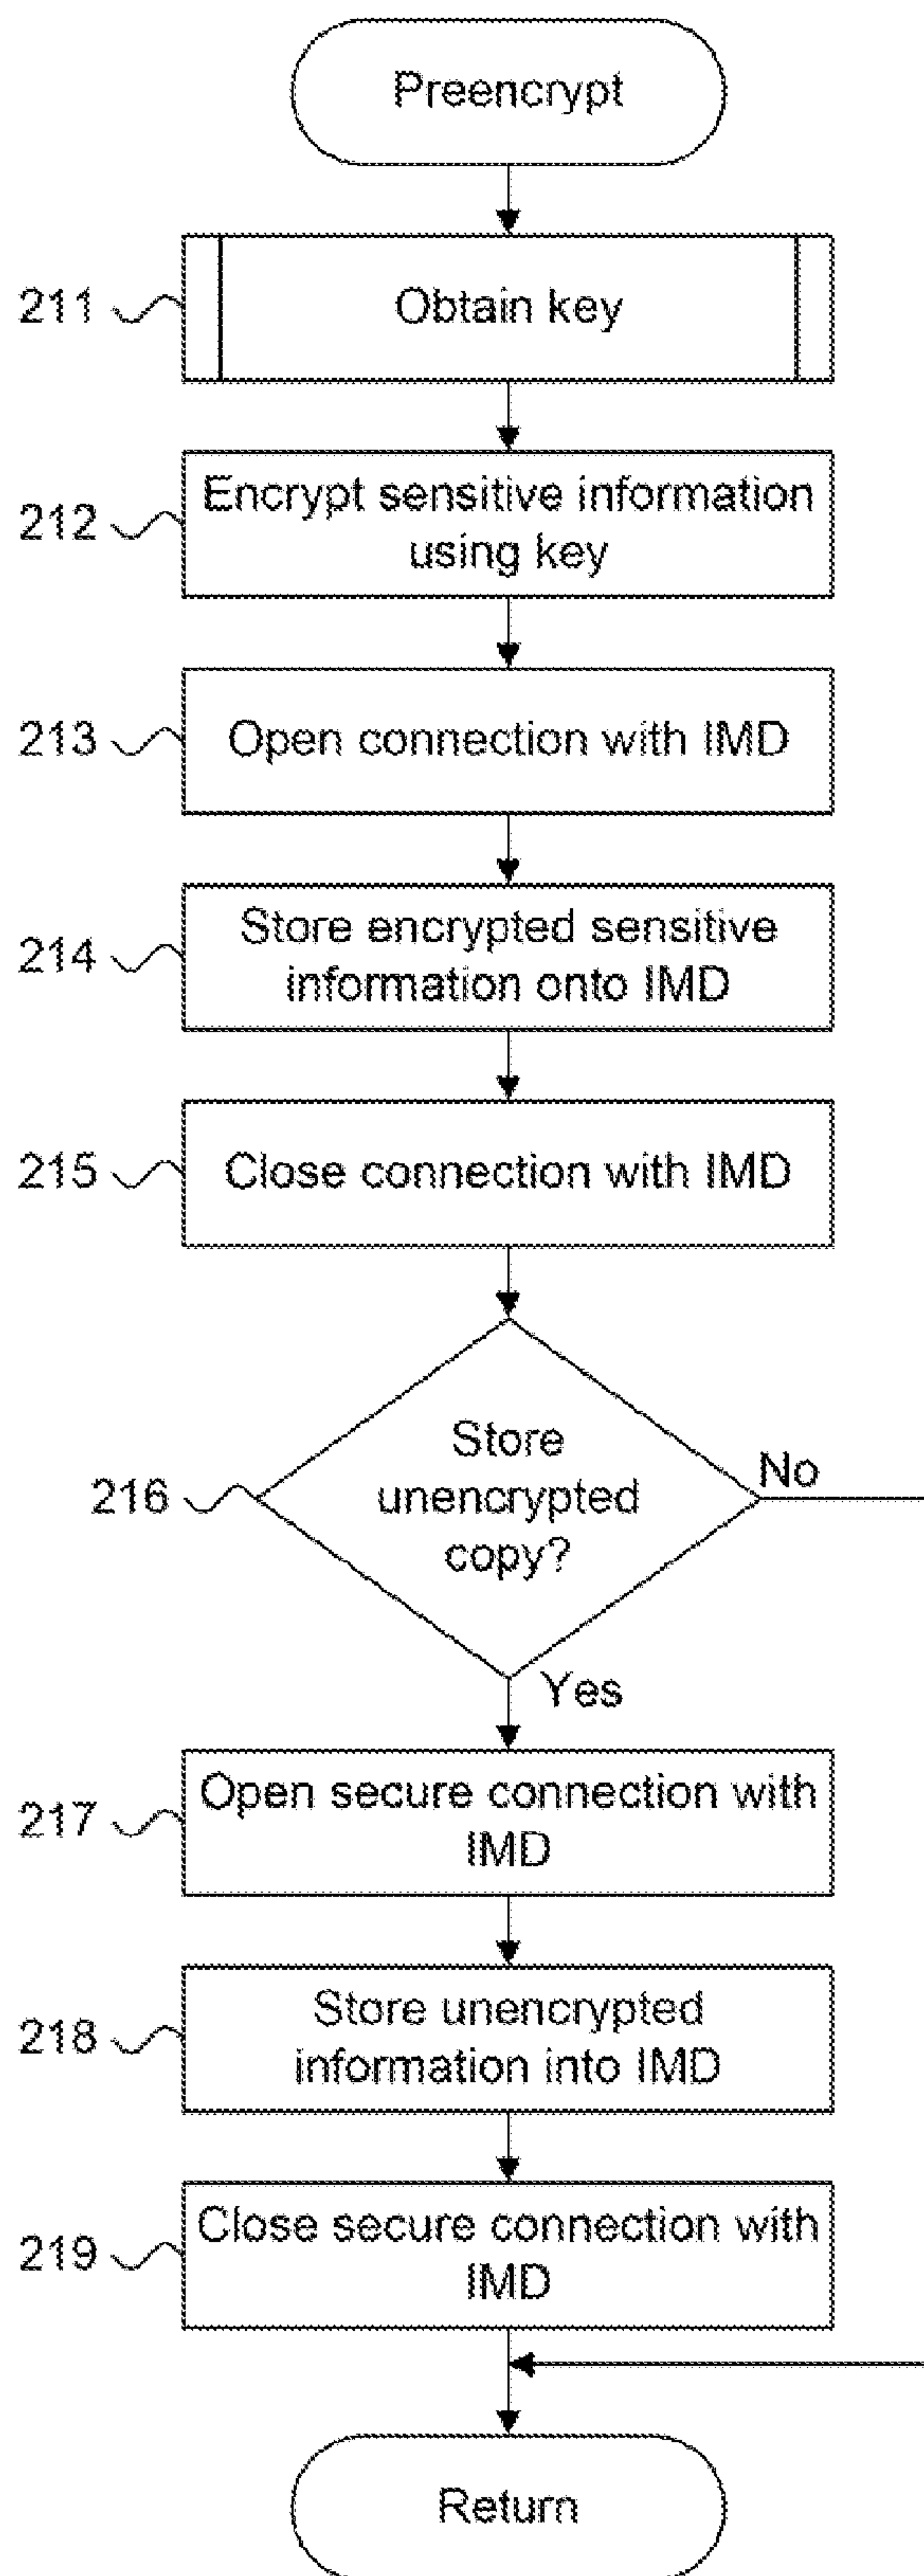 Preencrypt
211
Obtain key
212
Encrypt sensitive information
using key
213
Open connection with IMD
214
Store encrypted sensitive
information onto IMD
215
Close connection with IMD
216
Store
unencrypted
copy?
No
Yes
217
Open secure connection with
IMD
218
Store unencrypted
information into IMD
219
Close secure connection with
IMD
Return